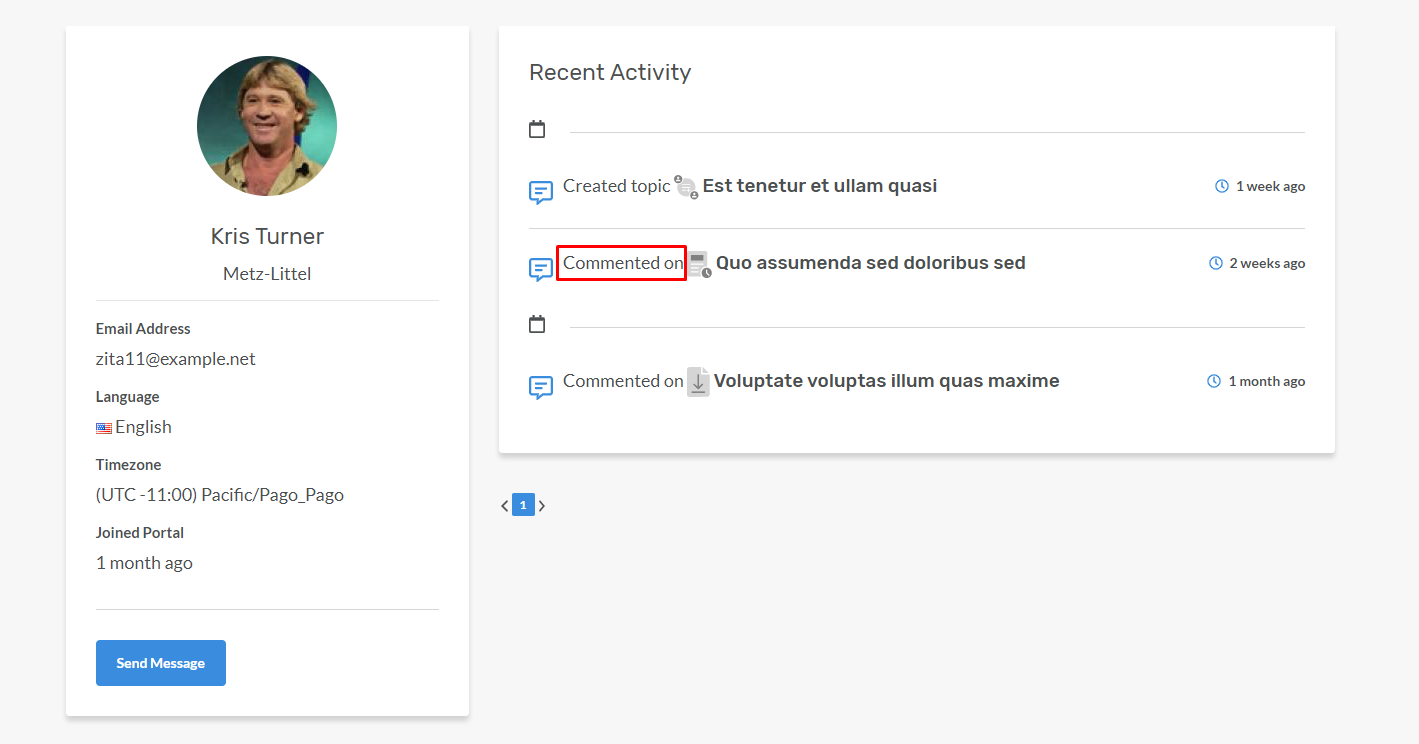 Kris Turner
Metz-Littel
Email Address
zita11@example.net
Language
English
Timezone
(UTC -11:00) Pacific/Pago_Pago
Joined Portal
1 month ago
Send Message
Recent Activity
Created topic Est tenetur et ullam quasi 1 week ago
Commented on Quo assumenda sed doloribus sed 2 weeks ago
Commented on Voluptate voluptas illum quas maxime 1 month ago
1